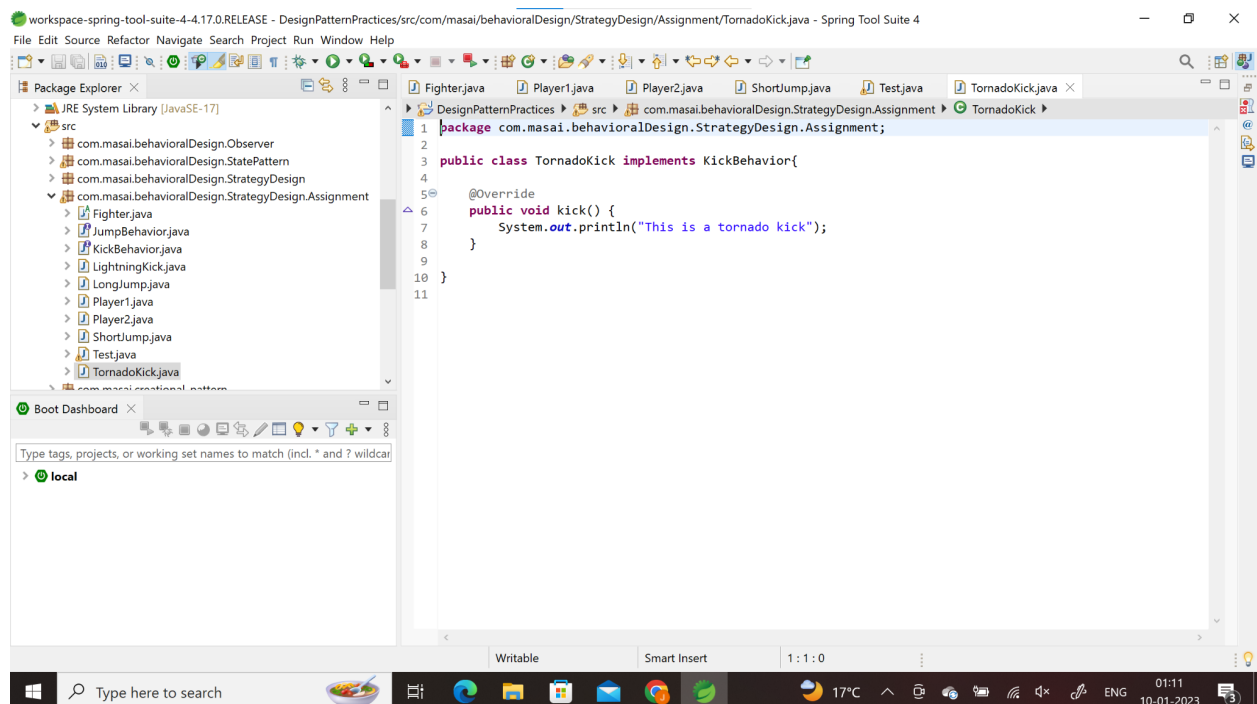 workspace-spring-tool-suite-4-4.17.0.RELEASE - DesignPatternPractices/src/com/masai/behavioralDesign/StrategyDesign/Assignment/TornadoKick.java - Spring Tool Suite 4
File Edit Source Refactor Navigate Search Project Run Window Help
Package Explorer
JRE System Library [JavaSE-17]
src
com.masai.behavioralDesign.Observer
com.masai.behavioralDesign.StatePattern
com.masai.behavioralDesign.StrategyDesign
com.masai.behavioralDesign.StrategyDesign.Assignment
Fighter.java
JumpBehavior.java
KickBehavior.java
LightningKick.java
LongJump.java
Player1.java
Player2.java
ShortJump.java
Test.java
TornadoKick.java
com.masai.creational_pattern
Boot Dashboard
Type tags, projects, or working set names to match (incl. * and ? wildcar
local
Fighter.java Player1.java Player2.java ShortJump.java Test.java TornadoKick.java
DesignPatternPractices src com.masai.behavioralDesign.StrategyDesign.Assignment TornadoKick
1 package com.masai.behavioralDesign.StrategyDesign.Assignment;
2
3 public class TornadoKick implements KickBehavior{
4
5 @Override
6 public void kick() {
7 System.out.println("This is a tornado kick");
8 }
9
10 }
11
Writable Smart Insert 1 : 1 : 0
Type here to search 17°C ENG 01:11
10-01-2023 3